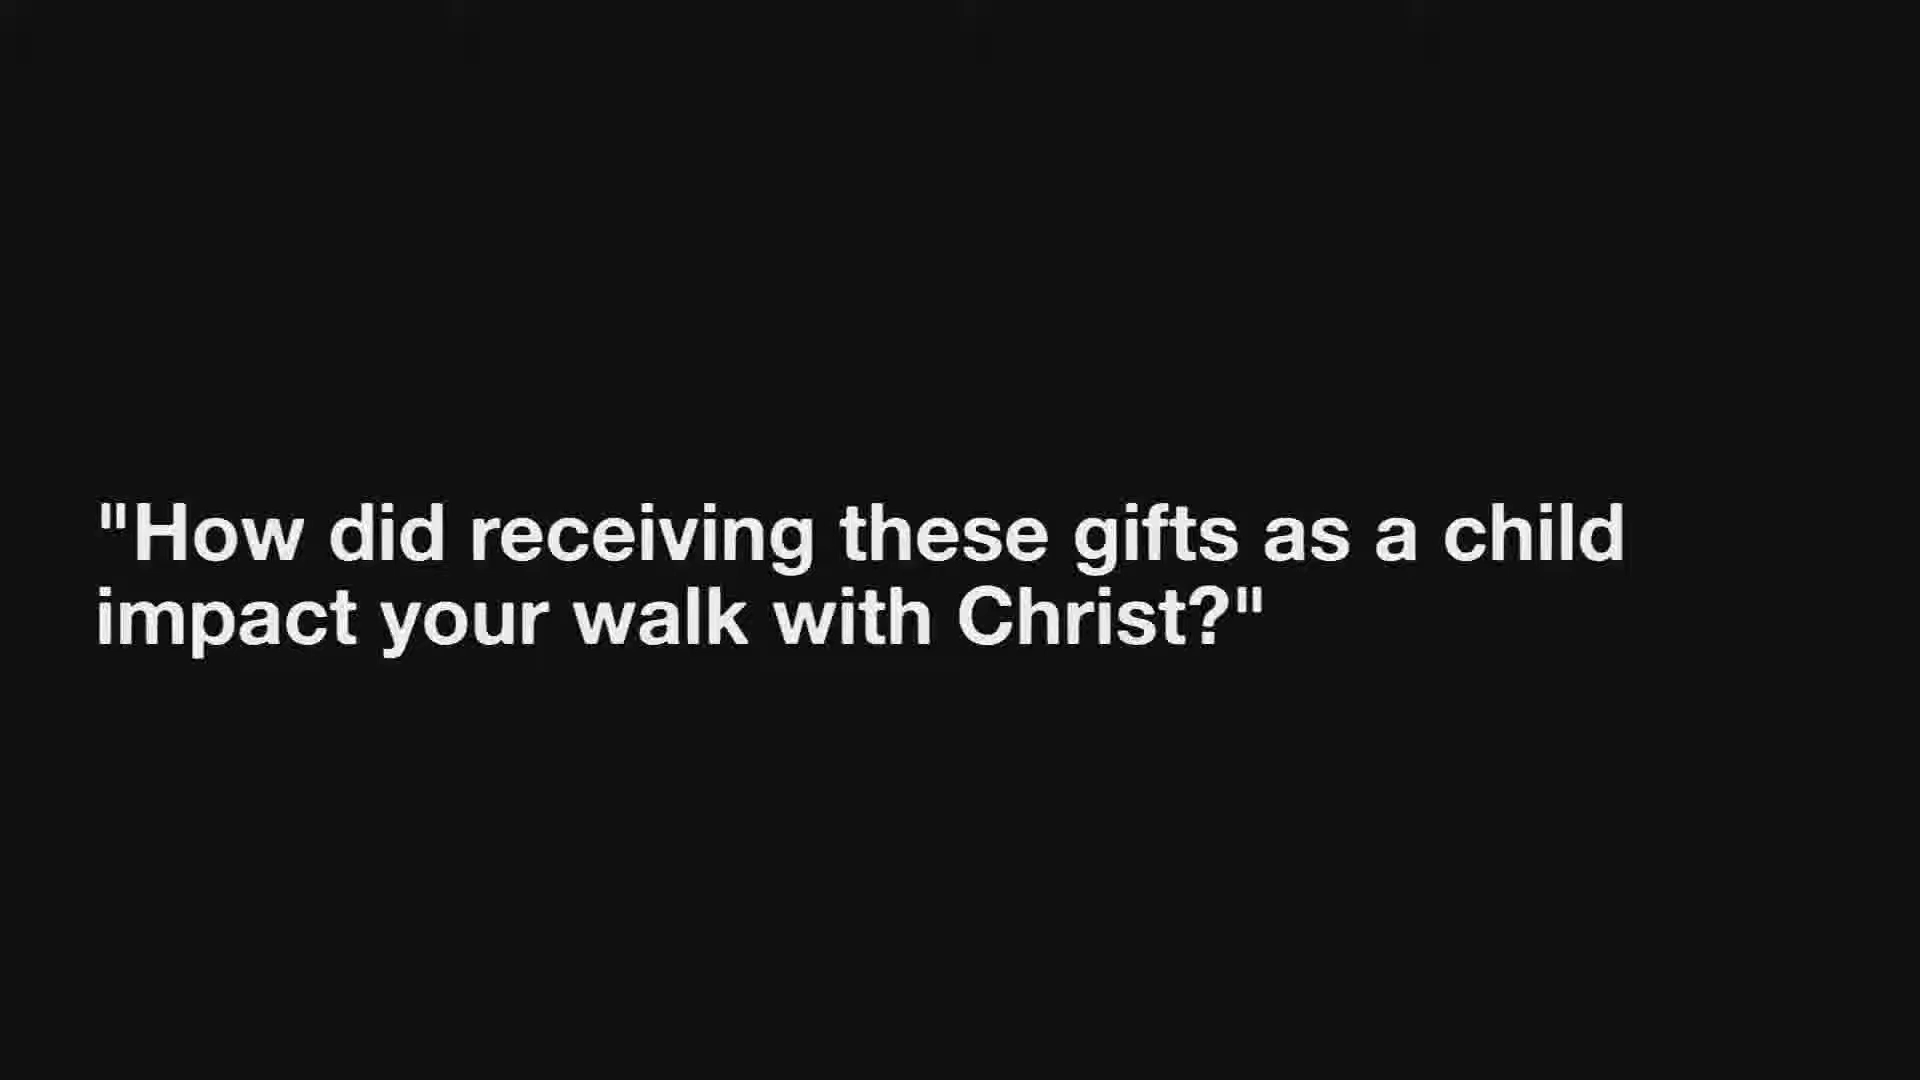 "How did receiving these gifts as a child
impact your walk with Christ?"